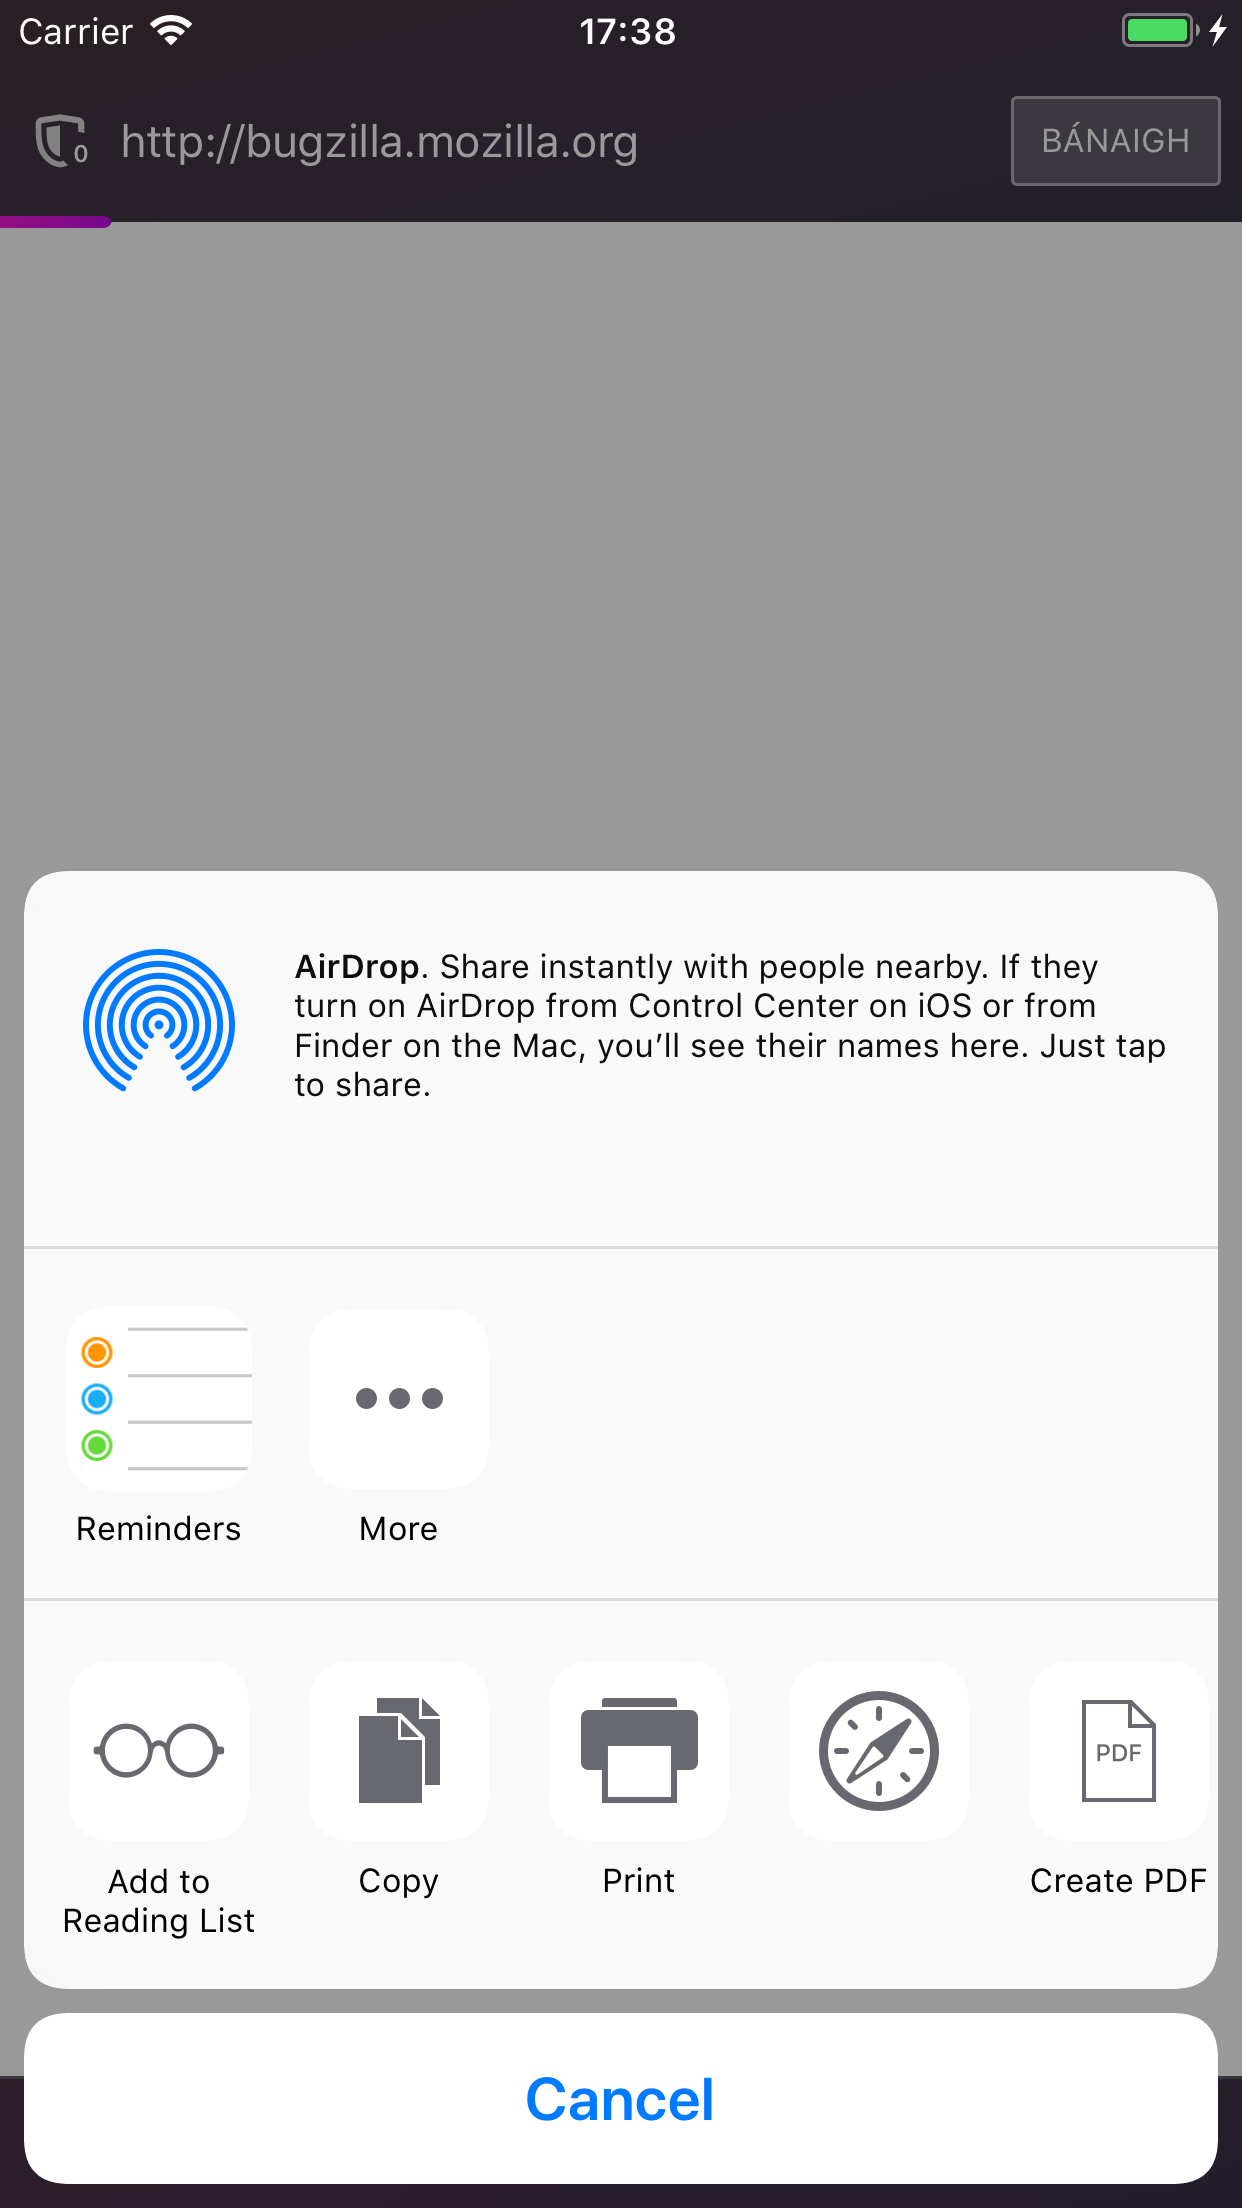 Carrier 17:38
0 http://bugzilla.mozilla.org BÁNAIGH
AirDrop. Share instantly with people nearby. If they
turn on AirDrop from Control Center on iOS or from
Finder on the Mac, you’ll see their names here. Just tap
to share.
Reminders More
Add to
Reading List
Copy
Print
PDF
Create PDF
Cancel